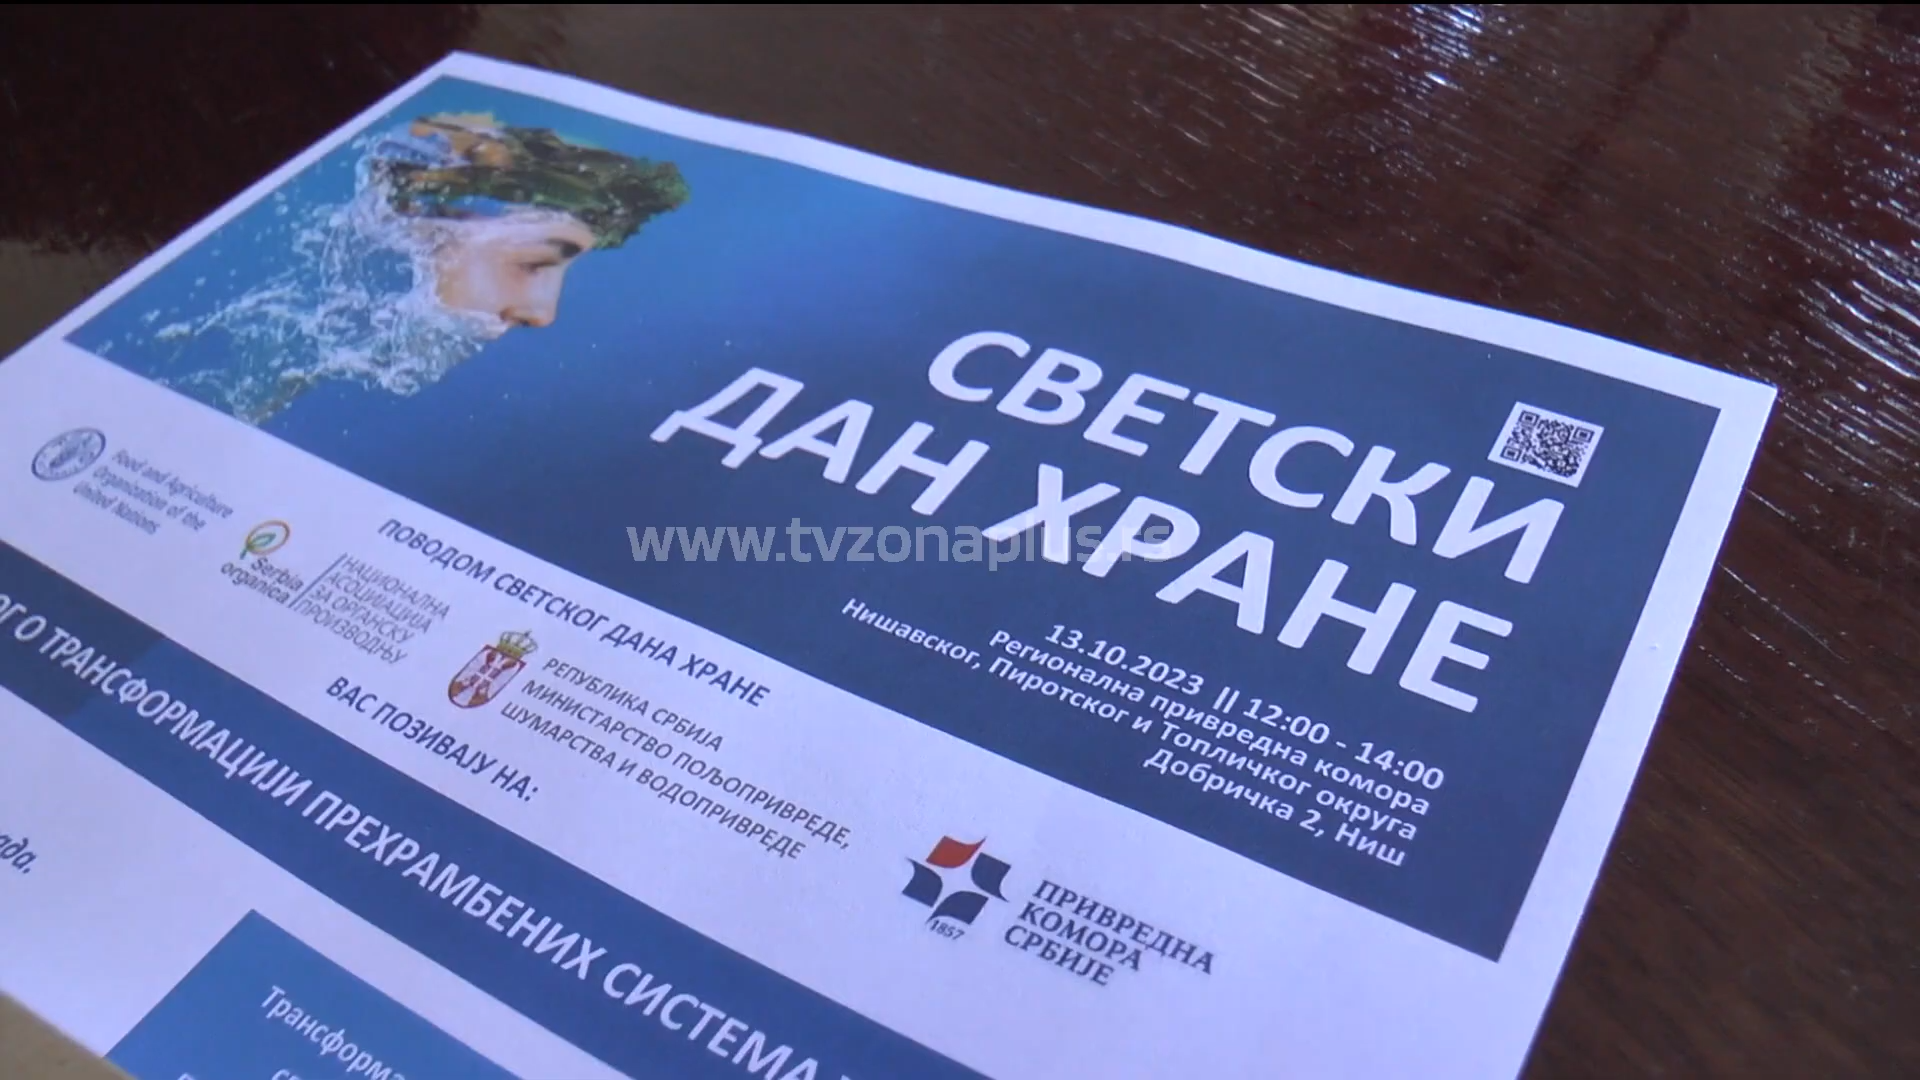 СВЕТСКИ
ДАН ХРАНЕ
www.tvzonaplus.rs
13.10.2023 || 12:00 - 14:00
Регионална привредна комора
Нишавског, Пиротског и Топличког округа
Добричка 2, Ниш
Food and Agriculture
Organization of the
United Nations
ПОВОДОМ СВЕТСКОГ ДАНА ХРАНЕ
Serbia
organica
НАЦИОНАЛНА
АСОЦИЈАЦИЈА
ЗА ОРГАНСКУ
ПРОИЗВОДЊУ
РЕПУБЛИКА СРБИЈА
МИНИСТАРСТВО ПОЉОПРИВРЕДЕ,
ШУМАРСТВА И ВОДОПРИВРЕДЕ
1857
ПРИВРЕДНА
КОМОРА
СРБИЈЕ
ВАС ПОЗИВАЈУ НА:
О ТРАНСФОРМАЦИЈИ ПРЕХРАМБЕНИХ СИСТЕМА